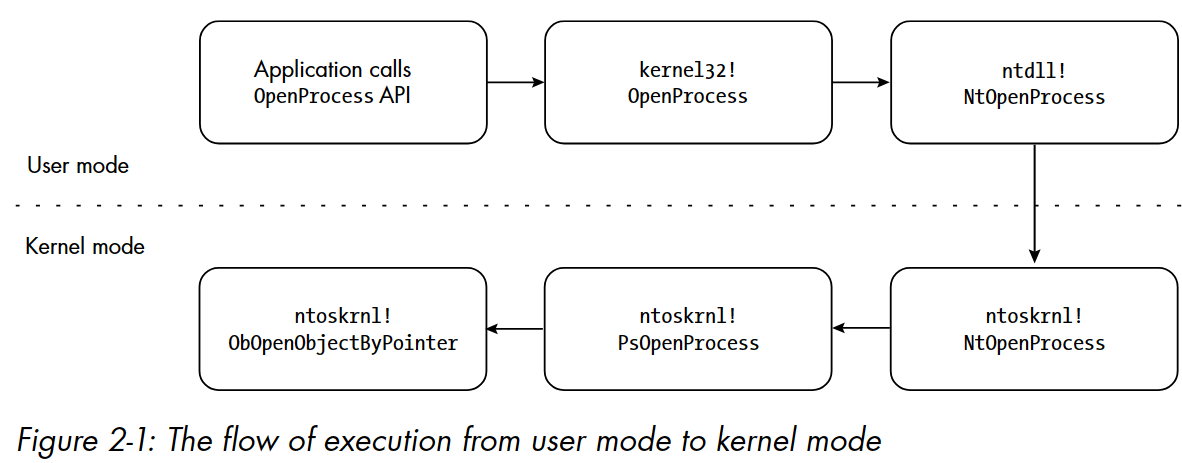 Application calls
OpenProcess API
kernel32!
OpenProcess
ntdll!
NtOpenProcess
User mode
Kernel mode
ntoskrnl!
ObOpenObjectByPointer
ntoskrnl!
PsOpenProcess
ntoskrnl!
NtOpenProcess
Figure 2-1: The flow of execution from user mode to kernel mode